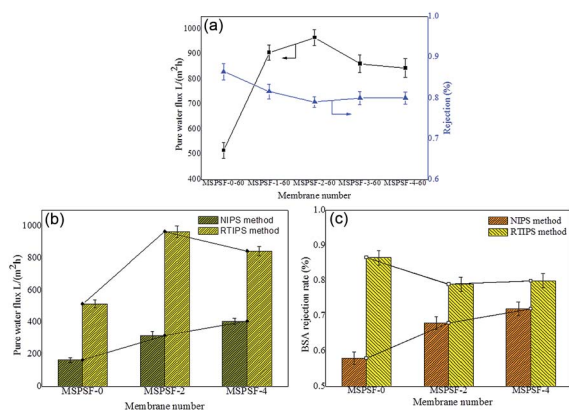 (a)
1000
900
800
700
600
500
400
Pure water flux L/(m²h)
1.0
0.9
0.8
0.7
0.6
Rejection (%)
MSPSF-0-60 MSPSF-1-60 MSPSF-2-60 MSPSF-3-60 MSPSF-4-60
Membrane number
(b)
NIPS method
RTIPS method
1000
800
600
400
200
0
Pure water flux L/(m²h)
MSPSF-0 MSPSF-2 MSPSF-4
Membrane number
(c)
NIPS method
RTIPS method
1.0
0.9
0.8
0.7
0.6
0.5
BSA rejection rate (%)
MSPSF-0 MSPSF-2 MSPSF-4
Membrane number